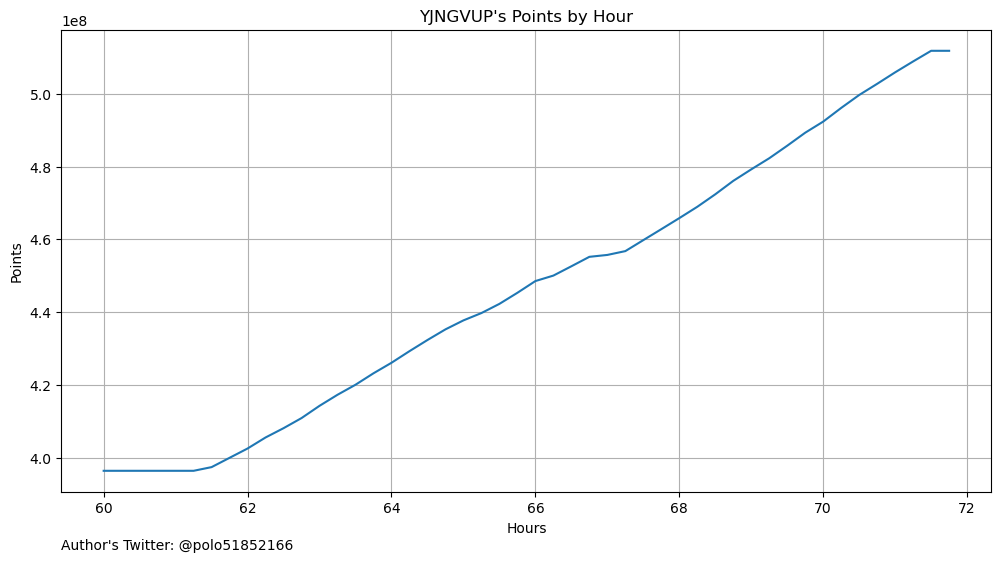 YJNGVUP's Points by Hour
1e8
5.0
4.8
4.6
4.4
4.2
4.0
Points
60 62 64 66 68 70 72
Hours
Author's Twitter: @polo51852166